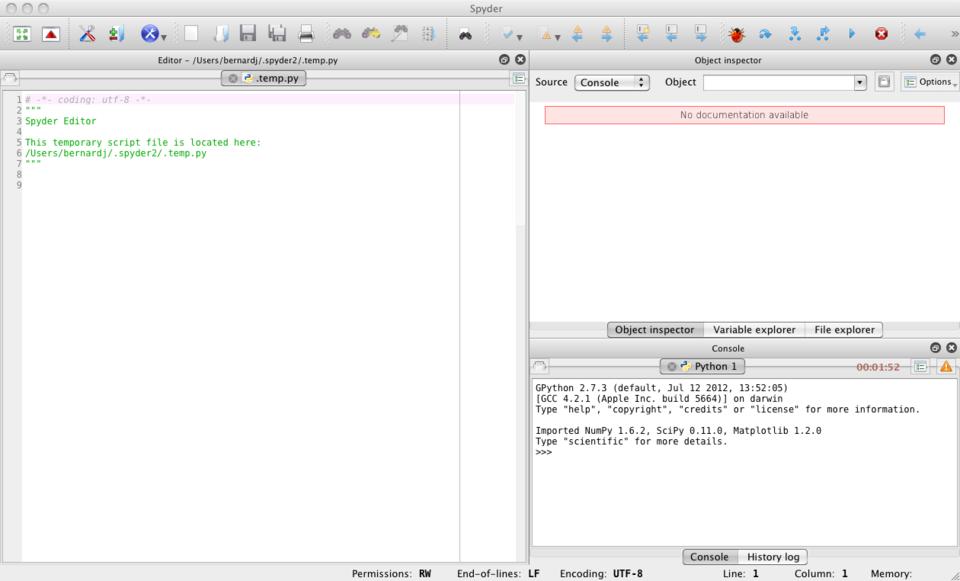 Spyder
Editor - /Users/bernardj/.spyder2/.temp.py
.temp.py
1 # -*- coding: utf-8 -*-
2 """
3 Spyder Editor
4
5 This temporary script file is located here:
6 /Users/bernardj/.spyder2/.temp.py
7 """
8
9
Object inspector
Source Console Object Options
No documentation available
Object inspector Variable explorer File explorer
Console
Python 1 00:01:52
GPython 2.7.3 (default, Jul 12 2012, 13:52:05)
[GCC 4.2.1 (Apple Inc. build 5664)] on darwin
Type "help", "copyright", "credits" or "license" for more information.
Imported NumPy 1.6.2, SciPy 0.11.0, Matplotlib 1.2.0
Type "scientific" for more details.
>>>
Console History log
Permissions: RW End-of-lines: LF Encoding: UTF-8 Line: 1 Column: 1 Memory: